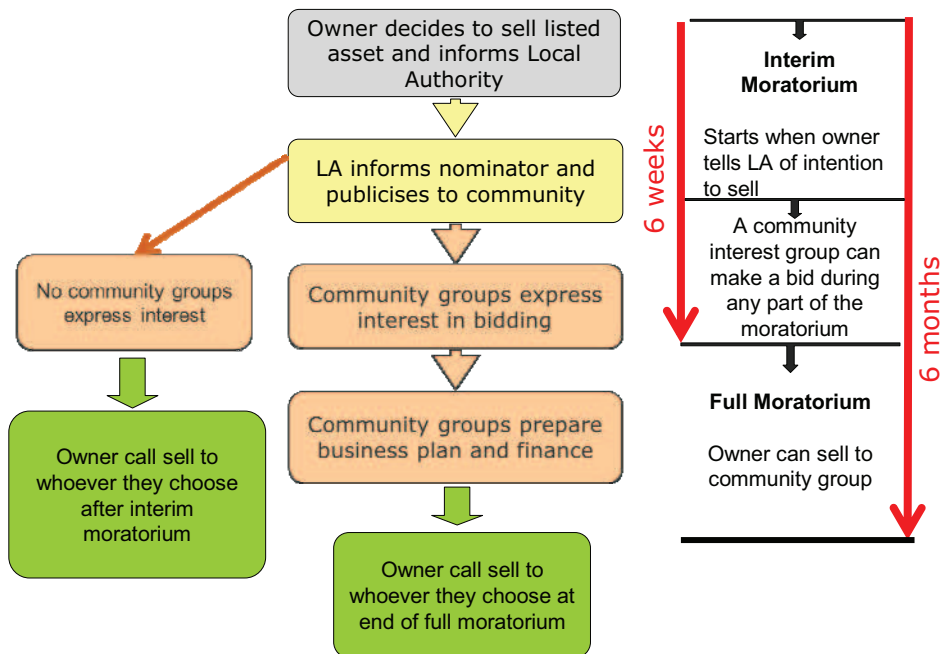 Owner decides to sell listed
asset and informs Local
Authority
LA informs nominator and
publicises to community
No community groups
express interest
Community groups express
interest in bidding
Community groups prepare
business plan and finance
Owner call sell to
whoever they choose
after interim
moratorium
Owner call sell to
whoever they choose at
end of full moratorium
6 weeks
Interim
Moratorium
Starts when owner
tells LA of intention
to sell
A community
interest group can
make a bid during
any part of the
moratorium
Full Moratorium
Owner can sell to
community group
6 months